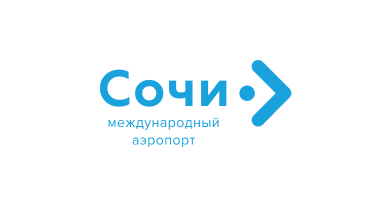 Сочи
международный
аэропорт